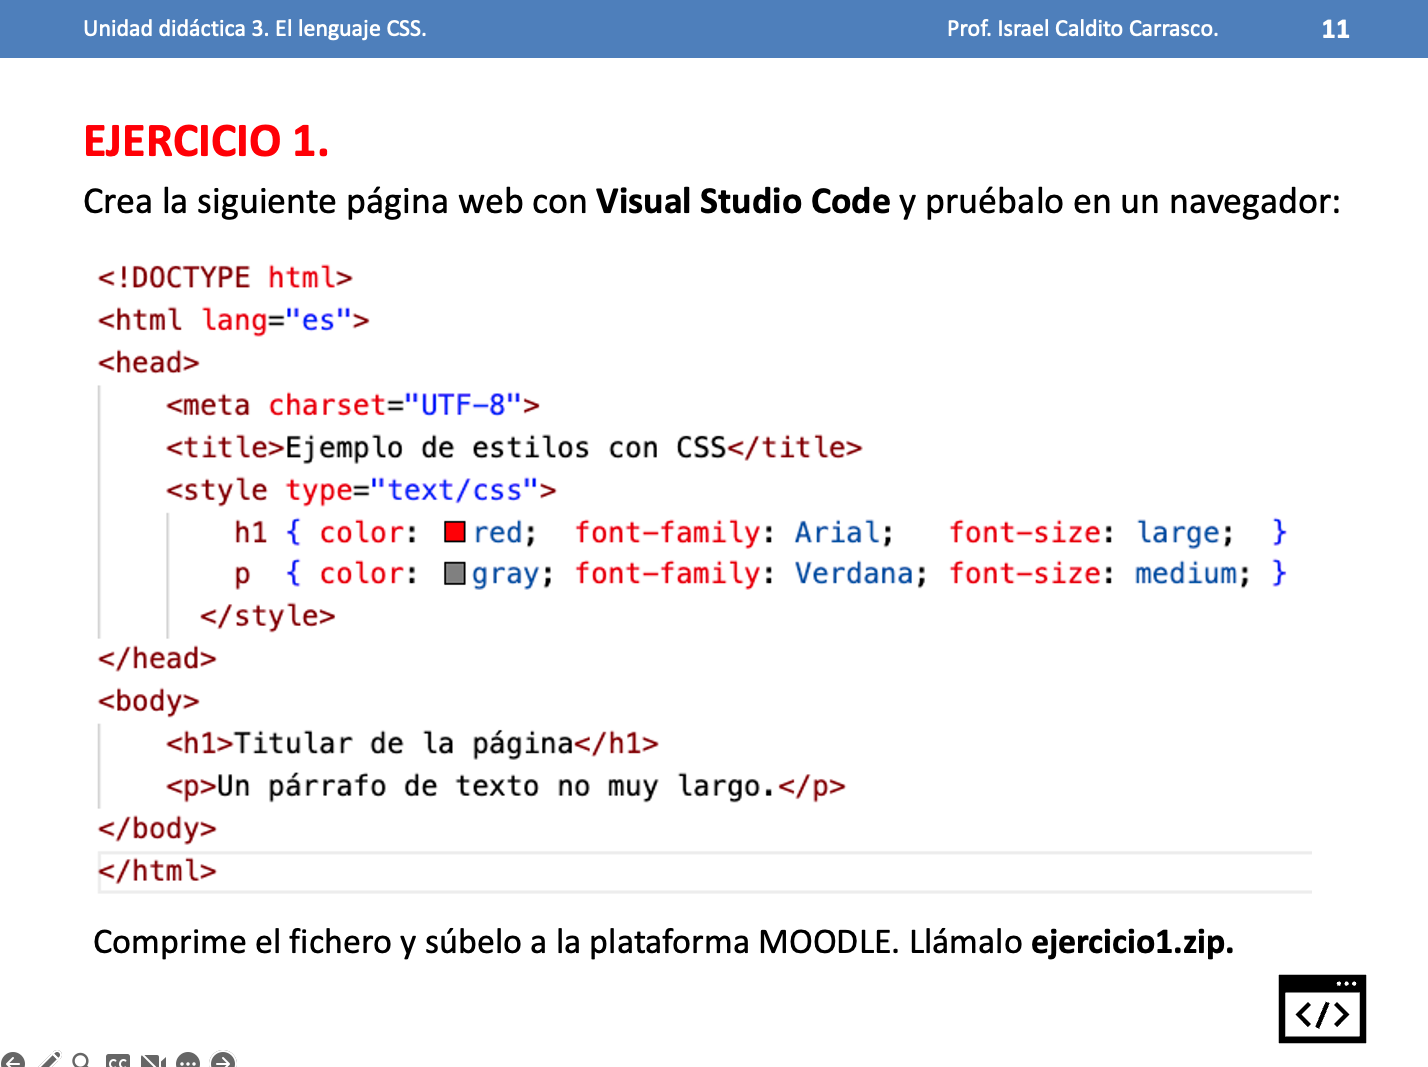 Unidad didáctica 3. El lenguaje CSS. Prof. Israel Caldito Carrasco. 11
EJERCICIO 1.
Crea la siguiente página web con Visual Studio Code y pruébalo en un navegador:
<!DOCTYPE html>
<html lang="es">
<head>
    <meta charset="UTF-8">
    <title>Ejemplo de estilos con CSS</title>
    <style type="text/css">
        h1 { color: red;  font-family: Arial;   font-size: large;  }
        p  { color: gray; font-family: Verdana; font-size: medium; }
      </style>
</head>
<body>
    <h1>Titular de la página</h1>
    <p>Un párrafo de texto no muy largo.</p>
</body>
</html>
Comprime el fichero y súbelo a la plataforma MOODLE. Llámalo ejercicio1.zip.
</>
CC